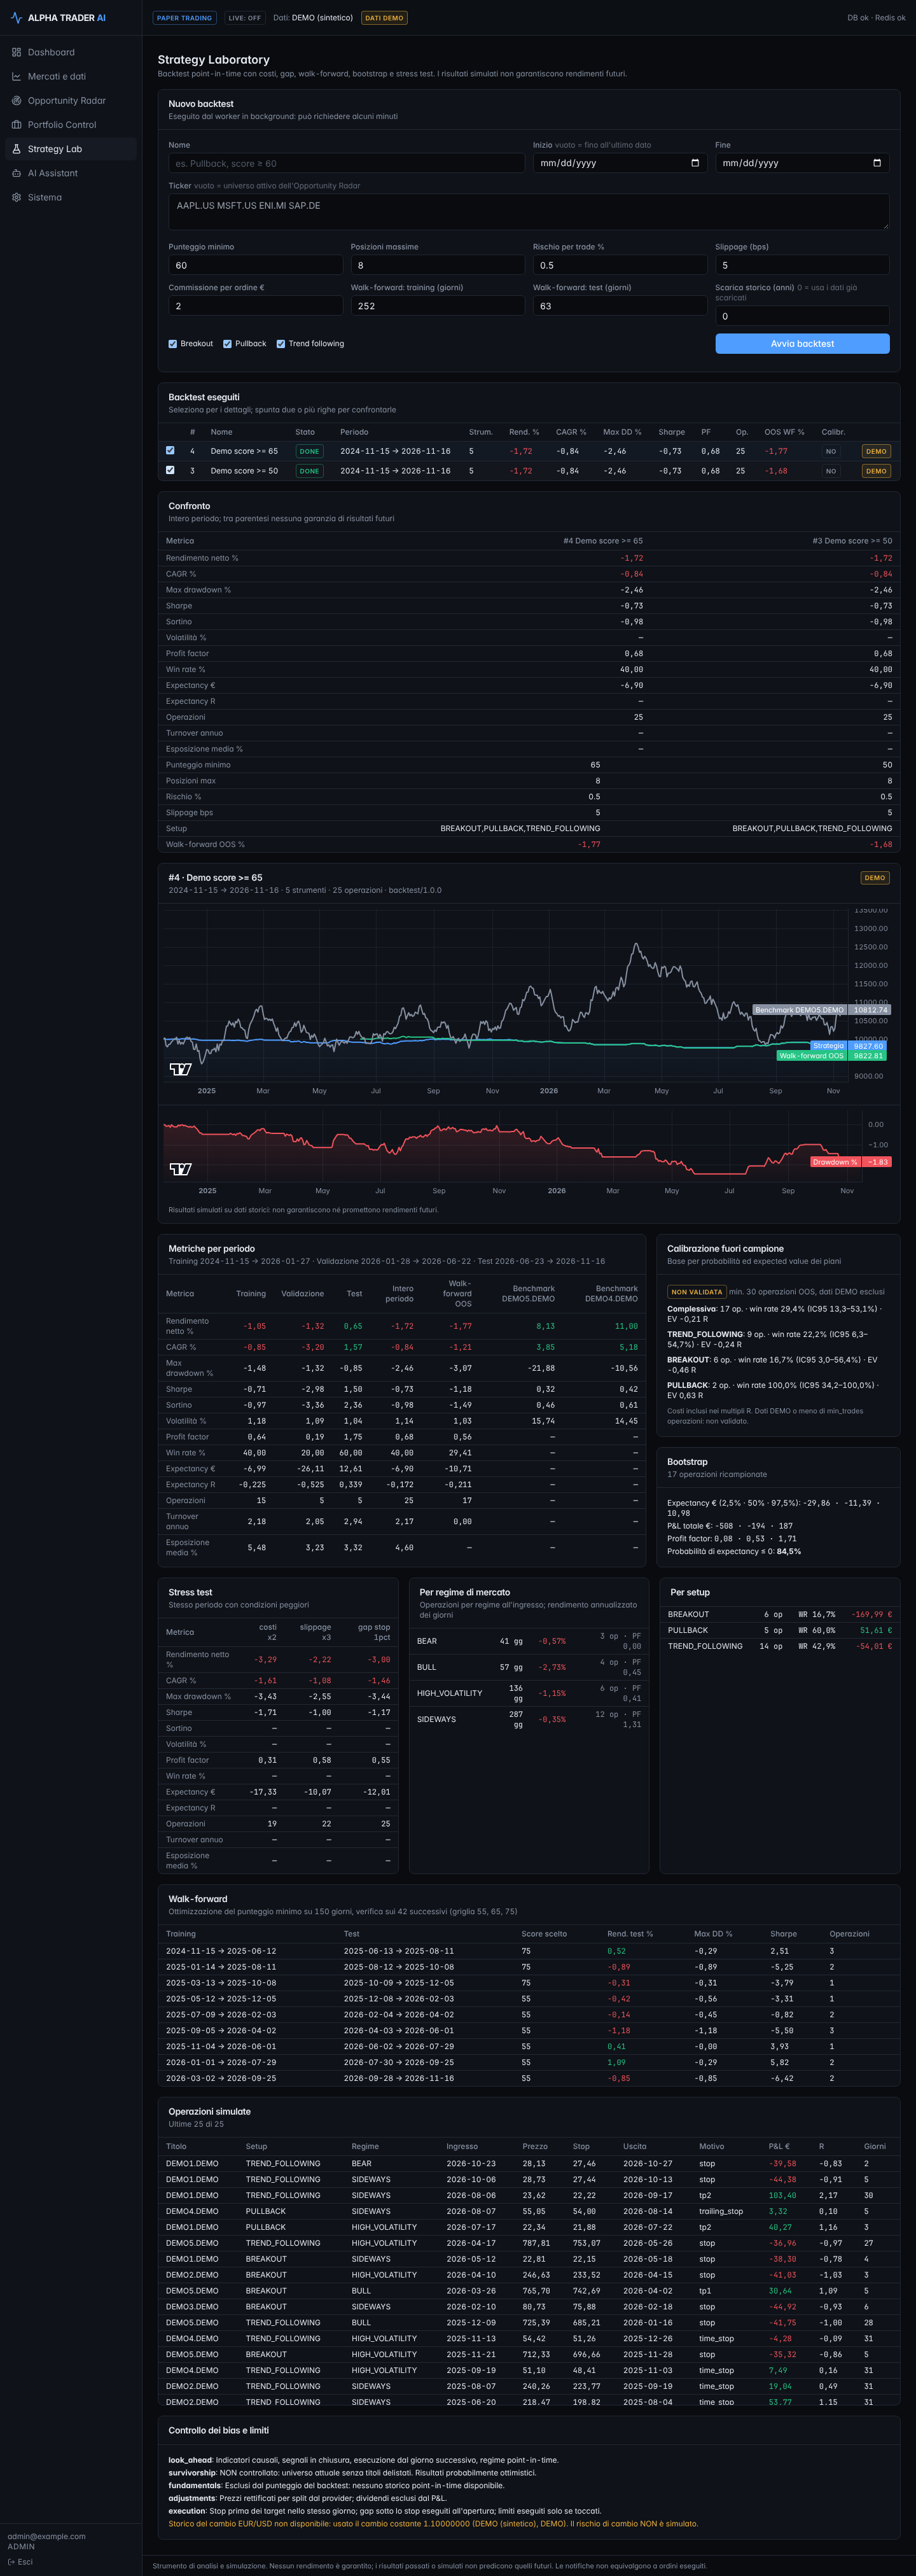 ALPHA TRADER AI
PAPER TRADING LIVE: OFF Dati: DEMO (sintetico) DATI DEMO DB ok · Redis ok
Dashboard
Mercati e dati
Opportunity Radar
Portfolio Control
Strategy Lab
AI Assistant
Sistema
Strategy Laboratory
Backtest point-in-time con costi, gap, walk-forward, bootstrap e stress test. I risultati simulati non garantiscono rendimenti futuri.
Nuovo backtest
Eseguito dal worker in background: può richiedere alcuni minuti
Nome Inizio vuoto = fino all'ultimo dato Fine
es. Pullback, score ≥ 60 mm/dd/yyyy mm/dd/yyyy
Ticker vuoto = universo attivo dell'Opportunity Radar
AAPL.US MSFT.US ENI.MI SAP.DE
Punteggio minimo Posizioni massime Rischio per trade % Slippage (bps)
60 8 0.5 5
Commissione per ordine € Walk-forward: training (giorni) Walk-forward: test (giorni) Scarica storico (anni) 0 = usa i dati già scaricati
2 252 63 0
Breakout Pullback Trend following Avvia backtest
Backtest eseguiti
Seleziona per i dettagli; spunta due o più righe per confrontarle
# Nome Stato Periodo Strum. Rend. % CAGR % Max DD % Sharpe PF Op. OOS WF % Calibr.
4 Demo score >= 65 DONE 2024-11-15 → 2026-11-16 5 -1,72 -0,84 -2,46 -0,73 0,68 25 -1,77 NO DEMO
3 Demo score >= 50 DONE 2024-11-15 → 2026-11-16 5 -1,72 -0,84 -2,46 -0,73 0,68 25 -1,68 NO DEMO
Confronto
Intero periodo; tra parentesi nessuna garanzia di risultati futuri
Metrica #4 Demo score >= 65 #3 Demo score >= 50
Rendimento netto % -1,72 -1,72
CAGR % -0,84 -0,84
Max drawdown % -2,46 -2,46
Sharpe -0,73 -0,73
Sortino -0,98 -0,98
Volatilità % — —
Profit factor 0,68 0,68
Win rate % 40,00 40,00
Expectancy € -6,90 -6,90
Expectancy R — —
Operazioni 25 25
Turnover annuo — —
Esposizione media % — —
Punteggio minimo 65 50
Posizioni max 8 8
Rischio % 0.5 0.5
Slippage bps 5 5
Setup BREAKOUT,PULLBACK,TREND_FOLLOWING BREAKOUT,PULLBACK,TREND_FOLLOWING
Walk-forward OOS % -1,77 -1,68
#4 · Demo score >= 65 DEMO
2024-11-15 → 2026-11-16 · 5 strumenti · 25 operazioni · backtest/1.0.0
13500.00
13000.00
12500.00
12000.00
11500.00
11000.00
Benchmark DEMO5.DEMO 10812.74
10500.00
10000.00
Strategia 9827.60
Walk-forward OOS 9822.81
9000.00
2025 Mar May Jul Sep Nov 2026 Mar May Jul Sep Nov
0.00
-1.00
Drawdown % -1.83
2025 Mar May Jul Sep Nov 2026 Mar May Jul Sep Nov
Risultati simulati su dati storici: non garantiscono né promettono rendimenti futuri.
Metriche per periodo
Training 2024-11-15 → 2026-01-27 · Validazione 2026-01-28 → 2026-06-22 · Test 2026-06-23 → 2026-11-16
Metrica Training Validazione Test Intero periodo Walk-forward OOS Benchmark DEMO5.DEMO Benchmark DEMO4.DEMO
Rendimento netto % -1,05 -1,32 0,65 -1,72 -1,77 8,13 11,00
CAGR % -0,85 -3,20 1,57 -0,84 -1,21 3,85 5,18
Max drawdown % -1,48 -1,32 -0,85 -2,46 -3,07 -21,88 -10,56
Sharpe -0,71 -2,98 1,50 -0,73 -1,18 0,32 0,42
Sortino -0,97 -3,36 2,36 -0,98 -1,49 0,46 0,61
Volatilità % 1,18 1,09 1,04 1,14 1,03 15,74 14,45
Profit factor 0,64 0,19 1,75 0,68 0,56 — —
Win rate % 40,00 20,00 60,00 40,00 29,41 — —
Expectancy € -6,99 -26,11 12,61 -6,90 -10,71 — —
Expectancy R -0,225 -0,525 0,339 -0,172 -0,211 — —
Operazioni 15 5 5 25 17 — —
Turnover annuo 2,18 2,05 2,94 2,17 0,00 — —
Esposizione media % 5,48 3,23 3,32 4,60 — — —
Calibrazione fuori campione
Base per probabilità ed expected value dei piani
NON VALIDATA min. 30 operazioni OOS, dati DEMO esclusi
Complessiva: 17 op. · win rate 29,4% (IC95 13,3–53,1%) ·
EV -0,21 R
TREND_FOLLOWING: 9 op. · win rate 22,2% (IC95 6,3–
54,7%) · EV -0,24 R
BREAKOUT: 6 op. · win rate 16,7% (IC95 3,0–56,4%) · EV
-0,46 R
PULLBACK: 2 op. · win rate 100,0% (IC95 34,2–100,0%) ·
EV 0,63 R
Costi inclusi nei multipli R. Dati DEMO o meno di min_trades
operazioni: non validato.
Bootstrap
17 operazioni ricampionate
Expectancy € (2,5% · 50% · 97,5%): -29,86 · -11,39 ·
10,98
P&L totale €: -508 · -194 · 187
Profit factor: 0,08 · 0,53 · 1,71
Probabilità di expectancy ≤ 0: 84,5%
Stress test
Stesso periodo con condizioni peggiori
Metrica costi x2 slippage x3 gap stop 1pct
Rendimento netto % -3,29 -2,22 -3,00
CAGR % -1,61 -1,08 -1,46
Max drawdown % -3,43 -2,55 -3,44
Sharpe -1,71 -1,00 -1,17
Sortino — — —
Volatilità % — — —
Profit factor 0,31 0,58 0,55
Win rate % — — —
Expectancy € -17,33 -10,07 -12,01
Expectancy R — — —
Operazioni 19 22 25
Turnover annuo — — —
Esposizione media % — — —
Per regime di mercato
Operazioni per regime all'ingresso; rendimento annualizzato
dei giorni
BEAR 41 gg -0,57% 3 op · PF 0,00
BULL 57 gg -2,73% 4 op · PF 0,45
HIGH_VOLATILITY 136 gg -1,15% 6 op · PF 0,41
SIDEWAYS 287 gg -0,35% 12 op · PF 1,31
Per setup
BREAKOUT 6 op WR 16,7% -169,99 €
PULLBACK 5 op WR 60,0% 51,61 €
TREND_FOLLOWING 14 op WR 42,9% -54,01 €
Walk-forward
Ottimizzazione del punteggio minimo su 150 giorni, verifica sui 42 successivi (griglia 55, 65, 75)
Training Test Score scelto Rend. test % Max DD % Sharpe Operazioni
2024-11-15 → 2025-06-12 2025-06-13 → 2025-08-11 75 0,52 -0,29 2,51 3
2025-01-14 → 2025-08-11 2025-08-12 → 2025-10-08 75 -0,89 -0,89 -5,25 2
2025-03-13 → 2025-10-08 2025-10-09 → 2025-12-05 75 -0,31 -0,31 -3,79 1
2025-05-12 → 2025-12-05 2025-12-08 → 2026-02-03 55 -0,42 -0,56 -3,31 1
2025-07-09 → 2026-02-03 2026-02-04 → 2026-04-02 55 -0,14 -0,45 -0,82 2
2025-09-05 → 2026-04-02 2026-04-03 → 2026-06-01 55 -1,18 -1,18 -5,50 3
2025-11-04 → 2026-06-01 2026-06-02 → 2026-07-29 55 0,41 -0,00 3,93 1
2026-01-01 → 2026-07-29 2026-07-30 → 2026-09-25 55 1,09 -0,29 5,82 2
2026-03-02 → 2026-09-25 2026-09-28 → 2026-11-16 55 -0,85 -0,85 -6,42 2
Operazioni simulate
Ultime 25 di 25
Titolo Setup Regime Ingresso Prezzo Stop Uscita Motivo P&L € R Giorni
DEMO1.DEMO TREND_FOLLOWING BEAR 2026-10-23 28,13 27,46 2026-10-27 stop -39,58 -0,83 2
DEMO1.DEMO TREND_FOLLOWING SIDEWAYS 2026-10-06 28,73 27,44 2026-10-13 stop -44,38 -0,91 5
DEMO1.DEMO TREND_FOLLOWING SIDEWAYS 2026-08-06 23,62 22,22 2026-09-17 tp2 103,40 2,17 30
DEMO4.DEMO PULLBACK SIDEWAYS 2026-08-07 55,05 54,00 2026-08-14 trailing_stop 3,32 0,10 5
DEMO1.DEMO PULLBACK HIGH_VOLATILITY 2026-07-17 22,34 21,88 2026-07-22 tp2 40,27 1,16 3
DEMO5.DEMO TREND_FOLLOWING HIGH_VOLATILITY 2026-04-17 787,81 753,07 2026-05-26 stop -36,96 -0,97 27
DEMO1.DEMO BREAKOUT SIDEWAYS 2026-05-12 22,81 22,15 2026-05-18 stop -38,30 -0,78 4
DEMO2.DEMO BREAKOUT HIGH_VOLATILITY 2026-04-10 246,63 233,52 2026-04-15 stop -41,03 -1,03 3
DEMO5.DEMO BREAKOUT BULL 2026-03-26 765,70 742,69 2026-04-02 tp1 30,64 1,09 5
DEMO3.DEMO BREAKOUT SIDEWAYS 2026-02-10 80,73 75,88 2026-02-18 stop -44,92 -0,93 6
DEMO5.DEMO TREND_FOLLOWING BULL 2025-12-09 725,39 685,21 2026-01-16 stop -41,75 -1,00 28
DEMO4.DEMO TREND_FOLLOWING HIGH_VOLATILITY 2025-11-13 54,42 51,26 2025-12-26 time_stop -4,28 -0,09 31
DEMO5.DEMO BREAKOUT HIGH_VOLATILITY 2025-11-21 712,33 696,66 2025-11-28 stop -35,32 -0,86 5
DEMO4.DEMO TREND_FOLLOWING HIGH_VOLATILITY 2025-09-19 51,10 48,41 2025-11-03 time_stop 7,49 0,16 31
DEMO2.DEMO TREND_FOLLOWING SIDEWAYS 2025-08-07 240,26 223,77 2025-09-19 time_stop 19,04 0,49 31
DEMO2.DEMO TREND_FOLLOWING SIDEWAYS 2025-06-20 218,47 198,82 2025-08-04 time_stop 53,77 1,15 31
Controllo dei bias e limiti
look_ahead: Indicatori causali, segnali in chiusura, esecuzione dal giorno successivo, regime point-in-time.
survivorship: NON controllato: universo attuale senza titoli delistati. Risultati probabilmente ottimistici.
fundamentals: Esclusi dal punteggio del backtest: nessuno storico point-in-time disponibile.
adjustments: Prezzi rettificati per split dal provider; dividendi esclusi dal P&L.
execution: Stop prima dei target nello stesso giorno; gap sotto lo stop eseguiti all'apertura; limiti eseguiti solo se toccati.
Storico del cambio EUR/USD non disponibile: usato il cambio costante 1.10000000 (DEMO (sintetico), DEMO). Il rischio di cambio NON è simulato.
admin@example.com
ADMIN
Esci
Strumento di analisi e simulazione. Nessun rendimento è garantito; i risultati passati o simulati non predicono quelli futuri. Le notifiche non equivalgono a ordini eseguiti.